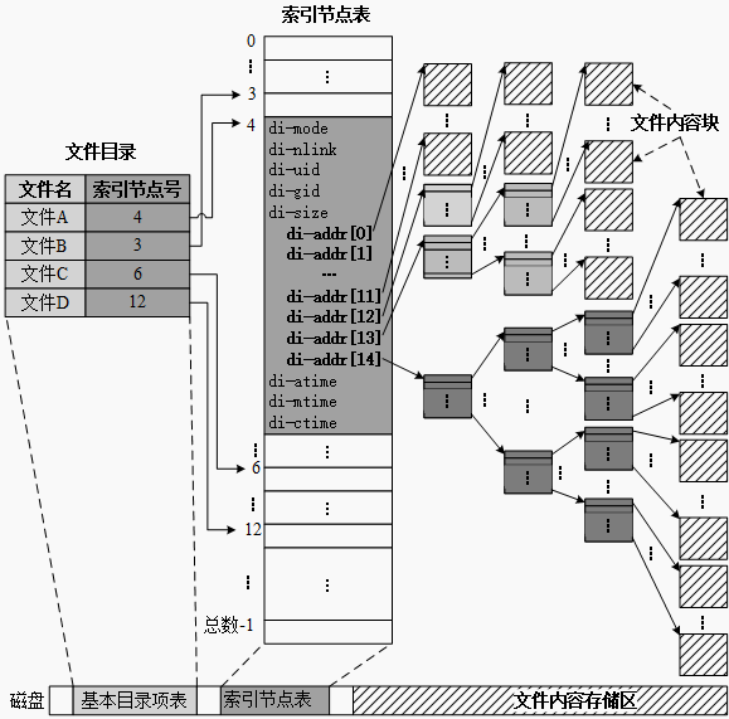 索引节点表
0
3
4
di-mode
di-nlink
di-uid
di-gid
di-size
di-addr[0]
di-addr[1]
di-addr[11]
di-addr[12]
di-addr[13]
di-addr[14]
di-atime
di-mtime
di-ctime
6
12
总数-1
文件内容块
文件目录
文件名 索引节点号
文件A 4
文件B 3
文件C 6
文件D 12
磁盘 基本目录项表 索引节点表 文件内容存储区